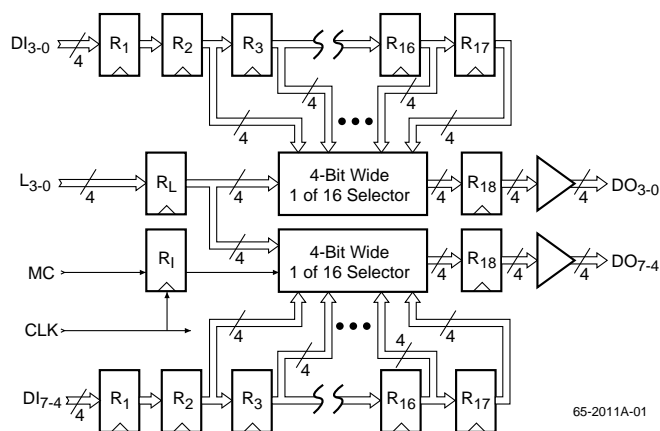 DI3-0 4 R1 R2 R3 R16 R17
4 4 4 4
L3-0 4 RL 4 4-Bit Wide 1 of 16 Selector 4 R18 4 4 DO3-0
4 4-Bit Wide 1 of 16 Selector 4 R18 4 4 DO7-4
MC RI
CLK
4 4 4 4
DI7-4 4 R1 R2 R3 R16 R17
65-2011A-01